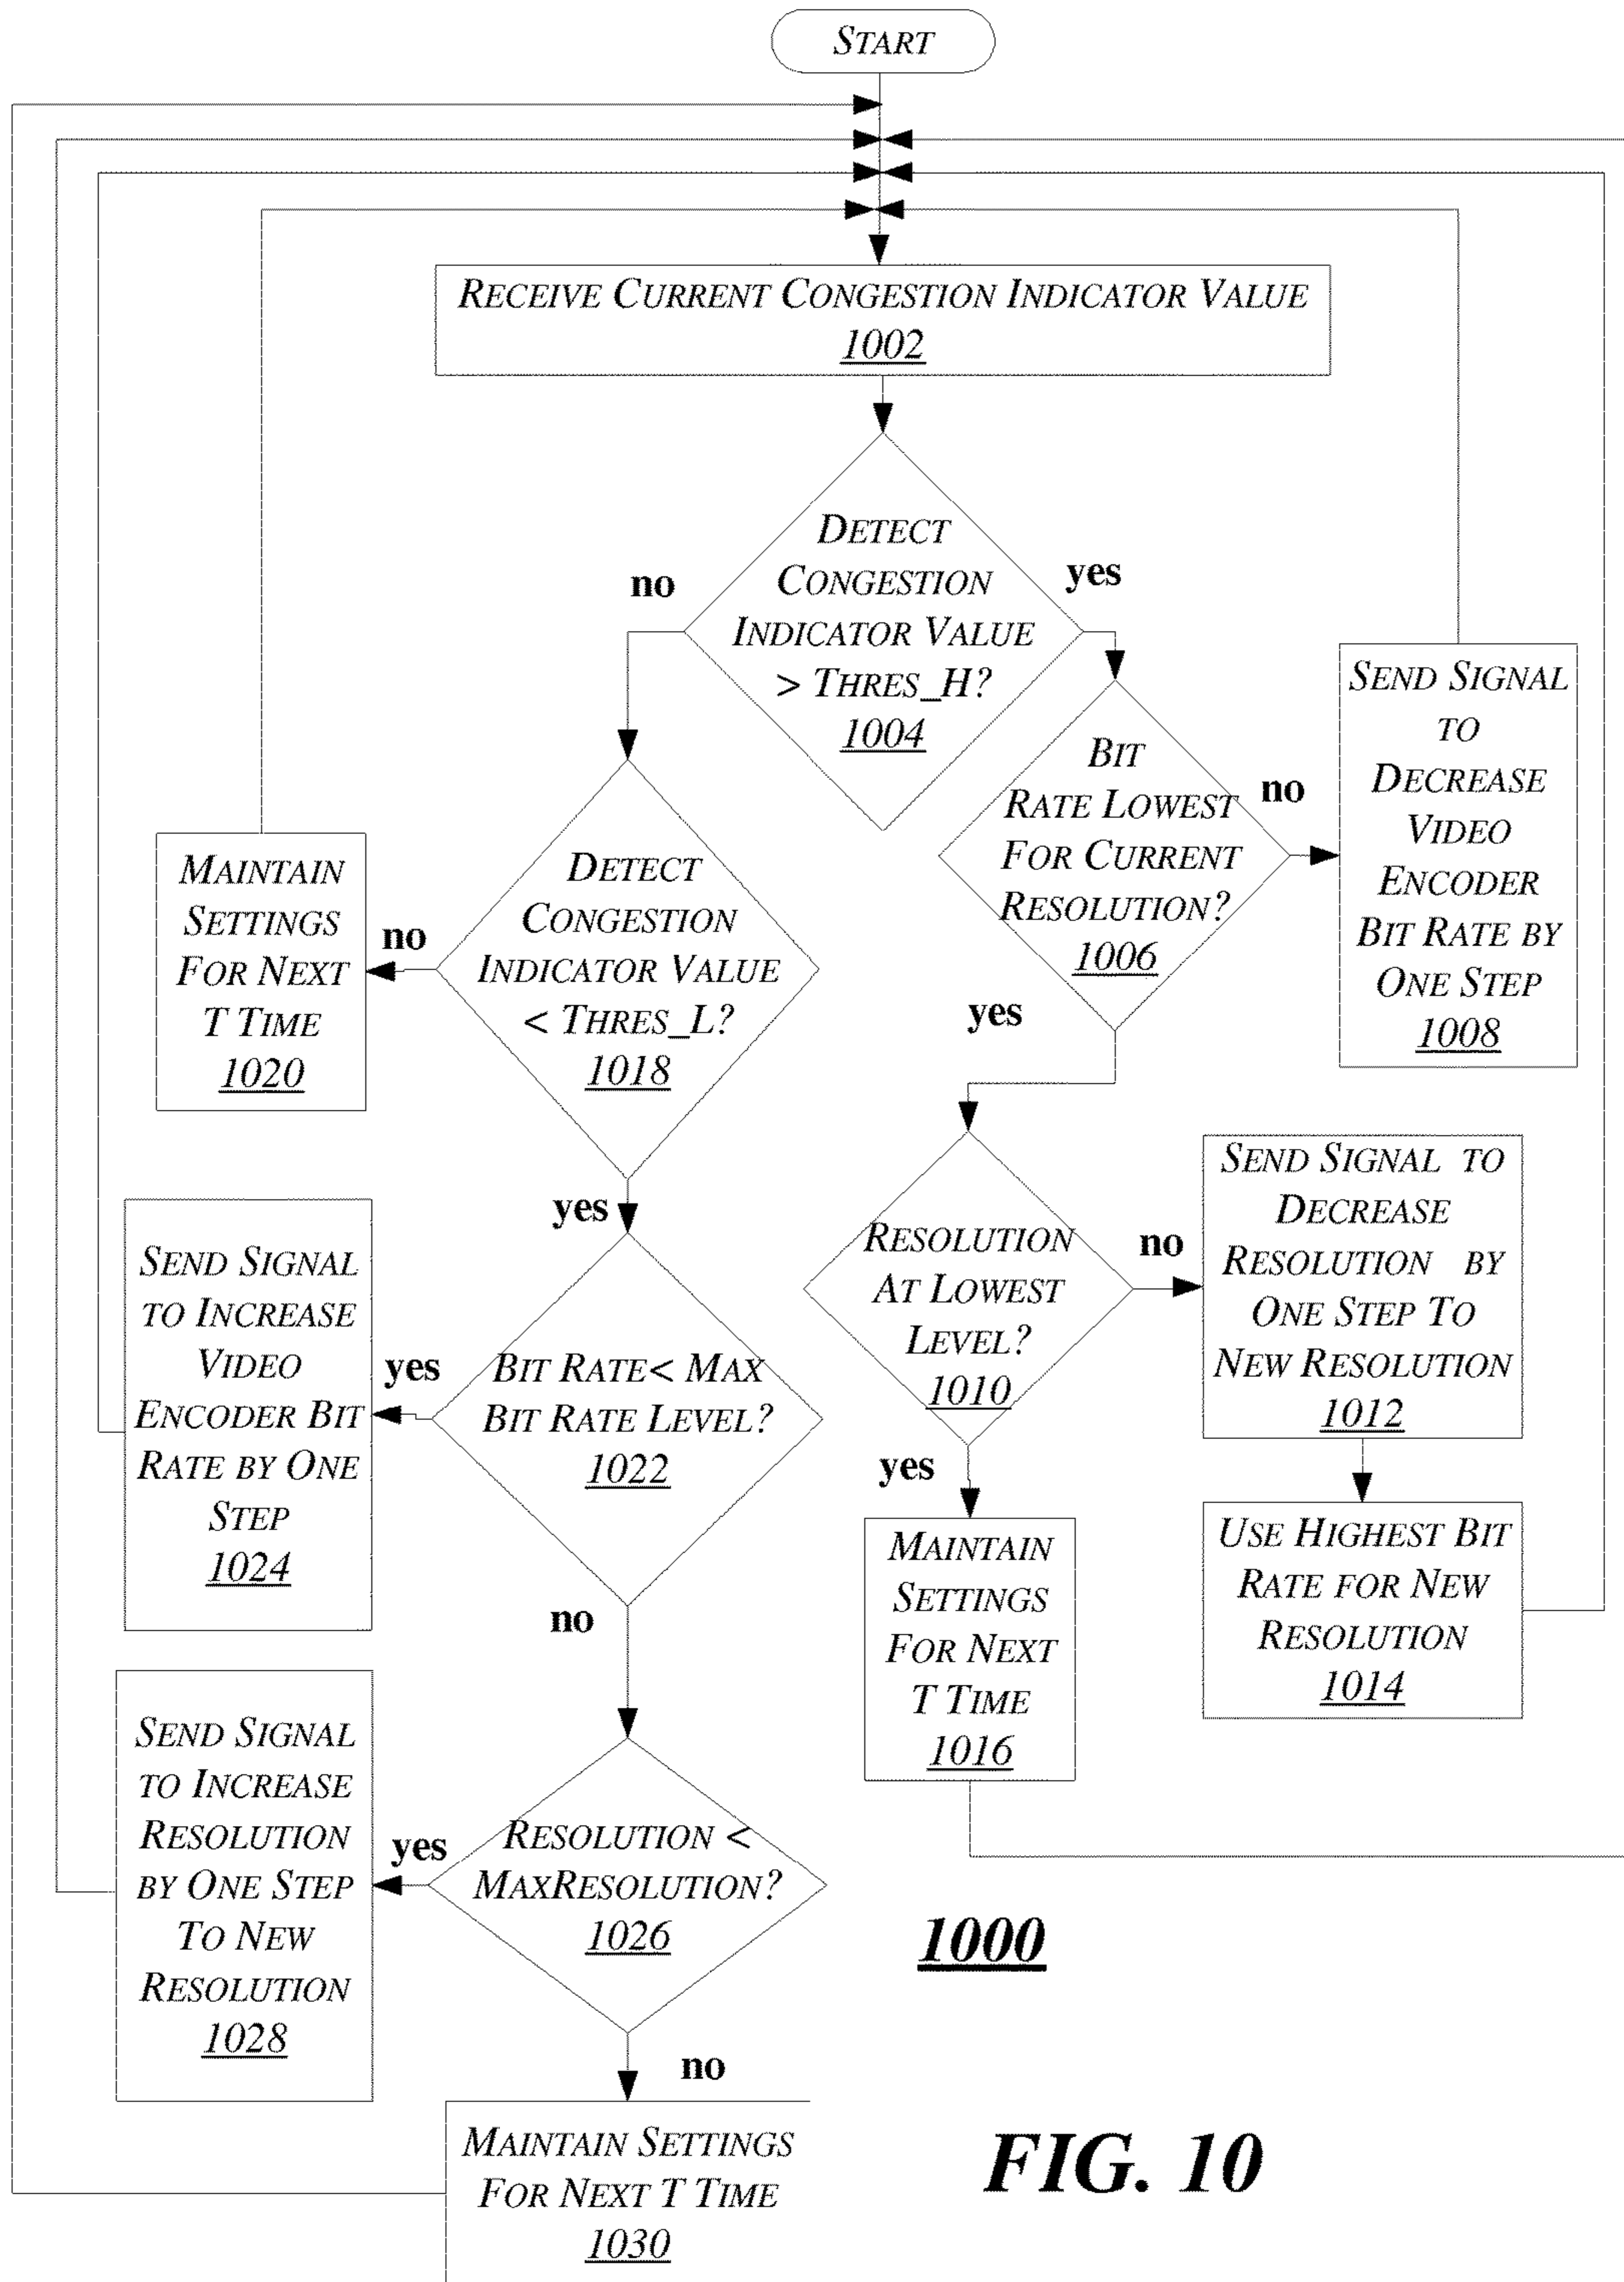 START
RECEIVE CURRENT CONGESTION INDICATOR VALUE
1002
DETECT
CONGESTION
INDICATOR VALUE
> THRES_H?
1004
no
yes
BIT
RATE LOWEST
FOR CURRENT
RESOLUTION?
1006
no
yes
SEND SIGNAL
TO
DECREASE
VIDEO
ENCODER
BIT RATE BY
ONE STEP
1008
DETECT
CONGESTION
INDICATOR VALUE
< THRES_L?
1018
no
yes
MAINTAIN
SETTINGS
FOR NEXT
T TIME
1020
RESOLUTION
AT LOWEST
LEVEL?
1010
no
yes
SEND SIGNAL TO
DECREASE
RESOLUTION BY
ONE STEP TO
NEW RESOLUTION
1012
USE HIGHEST BIT
RATE FOR NEW
RESOLUTION
1014
MAINTAIN
SETTINGS
FOR NEXT
T TIME
1016
BIT RATE< MAX
BIT RATE LEVEL?
1022
yes
no
SEND SIGNAL
TO INCREASE
VIDEO
ENCODER BIT
RATE BY ONE
STEP
1024
RESOLUTION <
MAXRESOLUTION?
1026
yes
no
SEND SIGNAL
TO INCREASE
RESOLUTION
BY ONE STEP
TO NEW
RESOLUTION
1028
MAINTAIN SETTINGS
FOR NEXT T TIME
1030
1000
FIG. 10